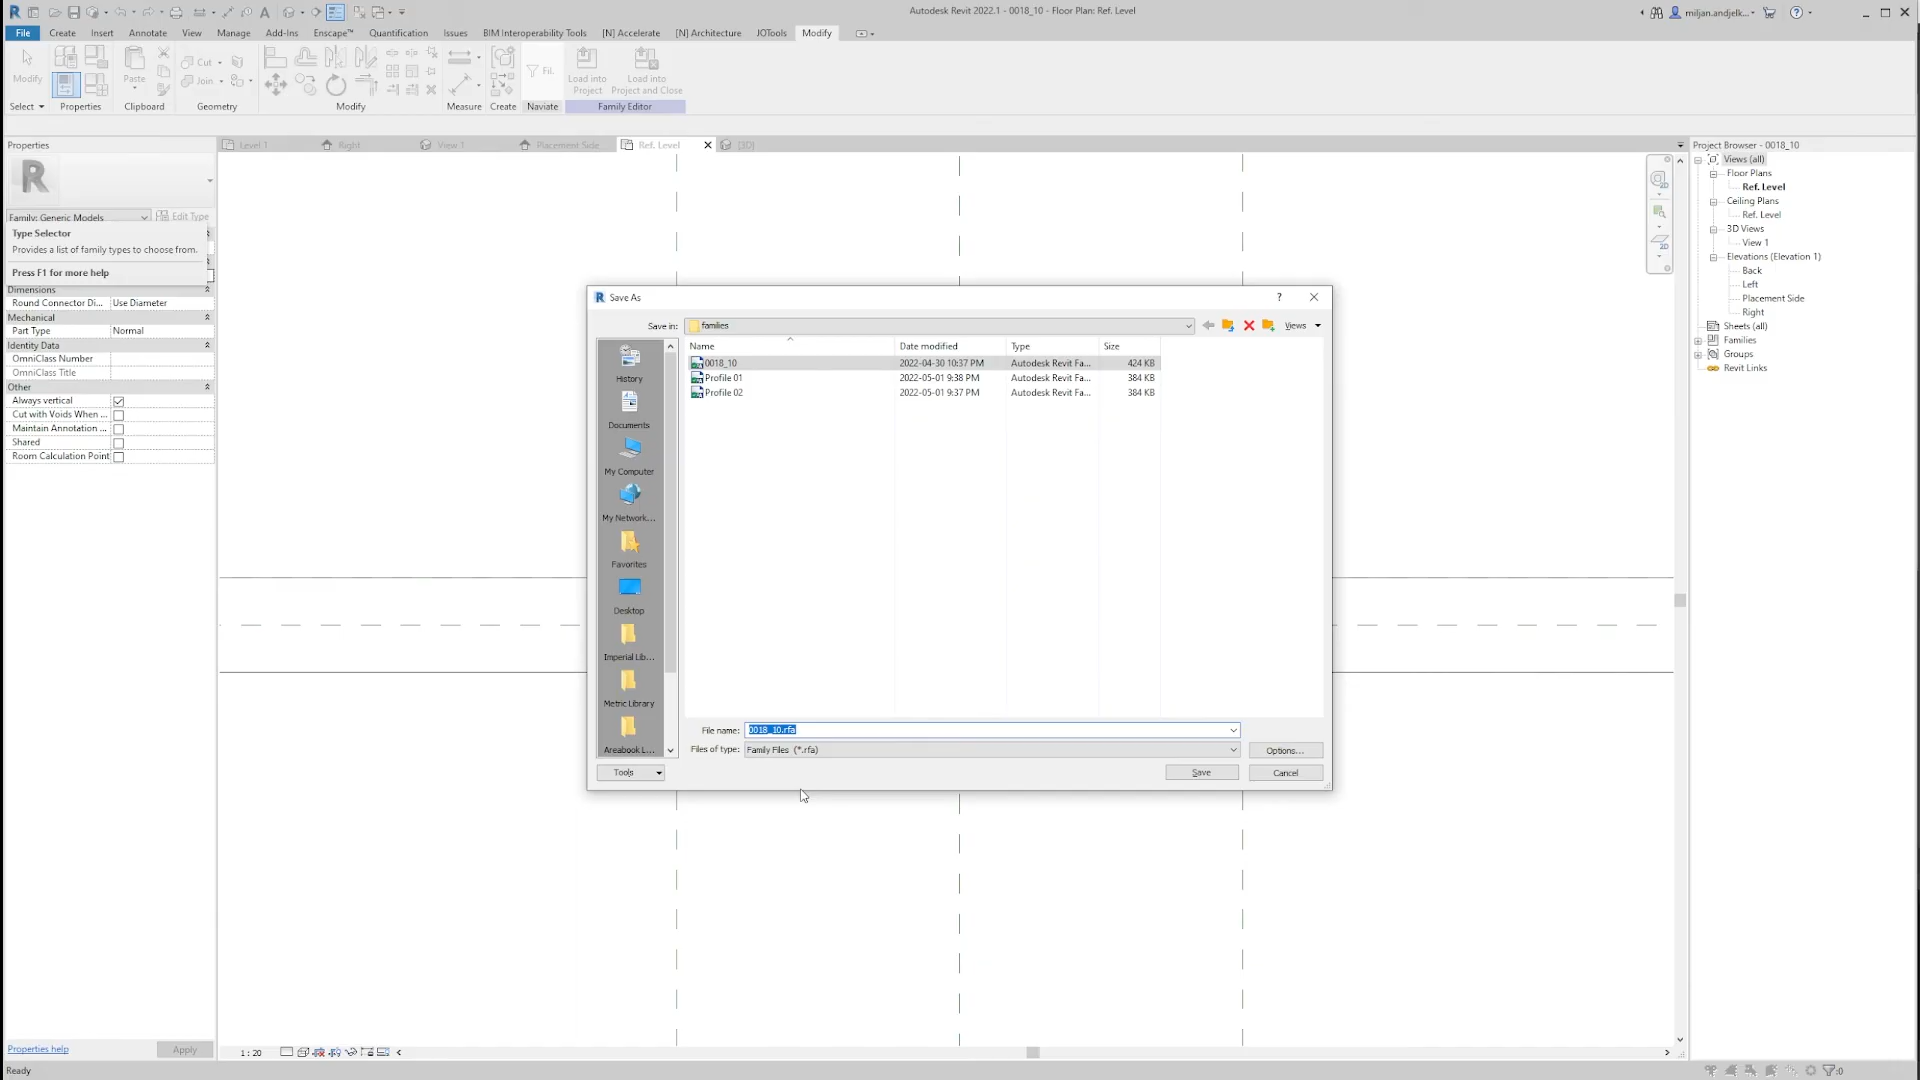 Autodesk Revit 2022.1 - 0018_10 - Floor Plan: Ref. Level
miljan.andjelk...
File Create Insert Annotate View Manage Add-Ins Enscape™ Quantification Issues BIM Interoperability Tools [N] Accelerate [N] Architecture JOTools Modify
Modify
Paste
Cut
Join
Fil.
Load into
Project
Load into
Project and Close
Select Properties Clipboard Geometry Modify Measure Create Naviate Family Editor
Properties
Level 1 Right View 1 Placement Side Ref. Level {3D}
Project Browser - 0018_10
R
Family: Generic Models
Edit Type
Type Selector
Provides a list of family types to choose from.
Press F1 for more help
Dimensions
Round Connector Di... Use Diameter
Mechanical
Part Type Normal
Identity Data
OmniClass Number
OmniClass Title
Other
Always vertical
Cut with Voids When ...
Maintain Annotation ...
Shared
Room Calculation Point
Properties help
Apply
Views (all)
Floor Plans
Ref. Level
Ceiling Plans
Ref. Level
3D Views
View 1
Elevations (Elevation 1)
Back
Left
Placement Side
Right
Sheets (all)
Families
Groups
Revit Links
2D
2D
Save As
?
Save in: families
Views
Name Date modified Type Size
0018_10 2022-04-30 10:37 PM Autodesk Revit Fa... 424 KB
Profile 01 2022-05-01 9:38 PM Autodesk Revit Fa... 384 KB
Profile 02 2022-05-01 9:37 PM Autodesk Revit Fa... 384 KB
History
Documents
My Computer
My Network...
Favorites
Desktop
Imperial Lib...
Metric Library
Areabook L...
File name: 0018_10.rfa
Files of type: Family Files (*.rfa)
Options...
Tools
Save
Cancel
1 : 20
Ready
:0